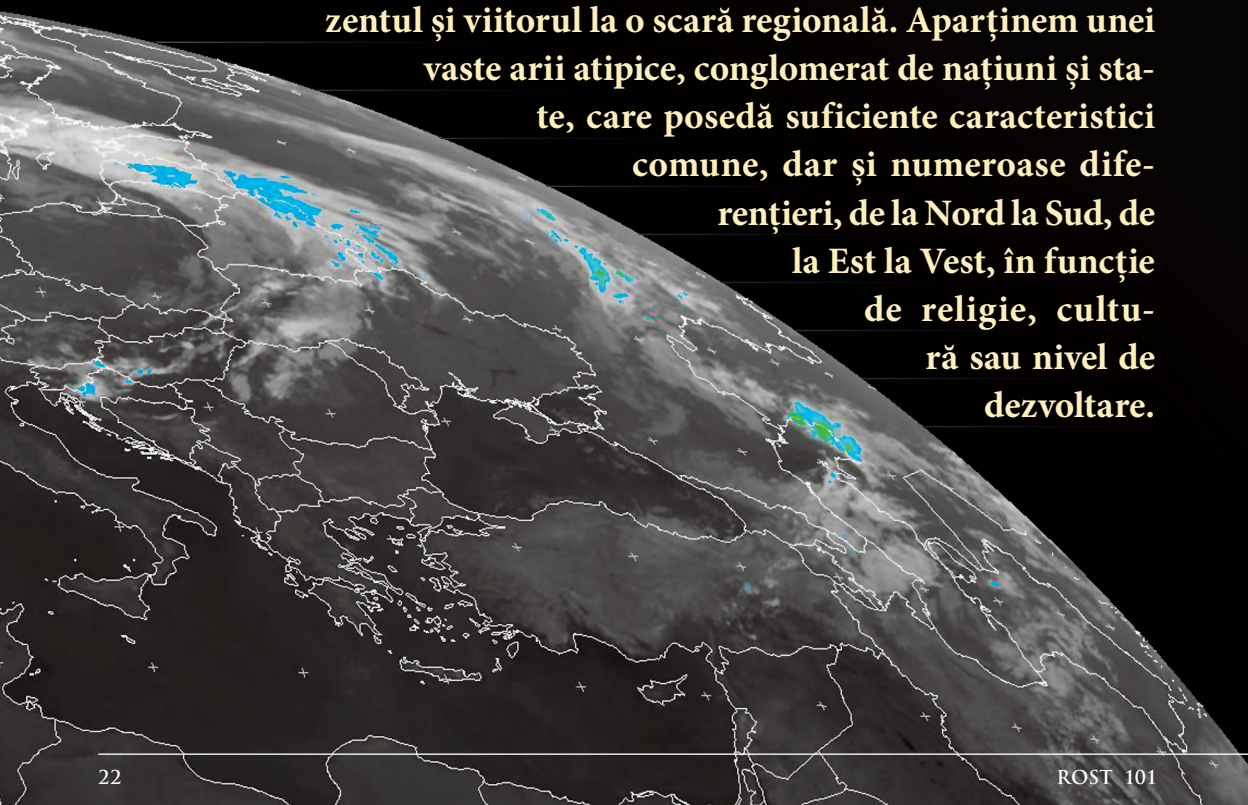 zentul și viitorul la o scară regională. Aparținem unei
vaste arii atipice, conglomerat de națiuni și sta-
te, care posedă suficiente caracteristici
comune, dar și numeroase dife-
rențieri, de la Nord la Sud, de
la Est la Vest, în funcție
de religie, cultu-
ră sau nivel de
dezvoltare.
22
ROST 101